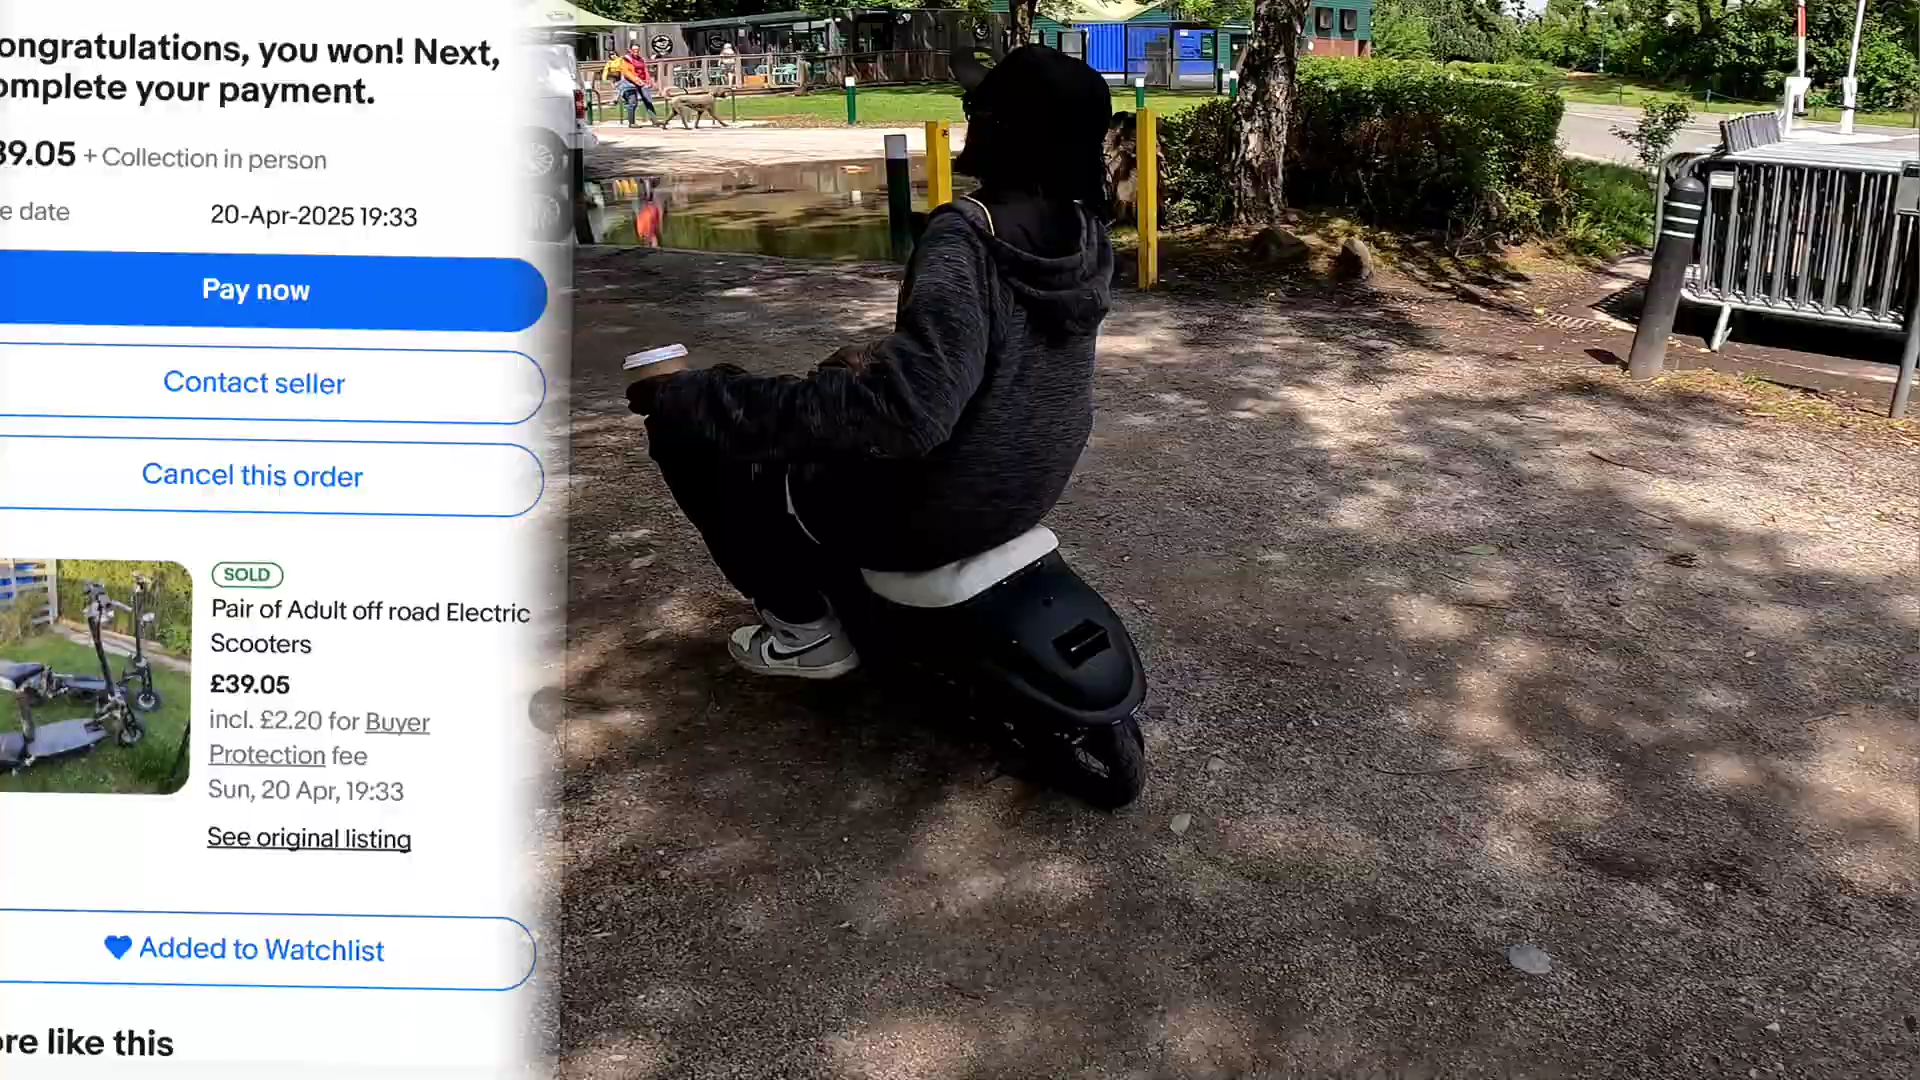 ongratulations, you won! Next,
omplete your payment.
39.05 + Collection in person
e date 20-Apr-2025 19:33
Pay now
Contact seller
Cancel this order
SOLD
Pair of Adult off road Electric
Scooters
£39.05
incl. £2.20 for Buyer
Protection fee
Sun, 20 Apr, 19:33
See original listing
Added to Watchlist
re like this